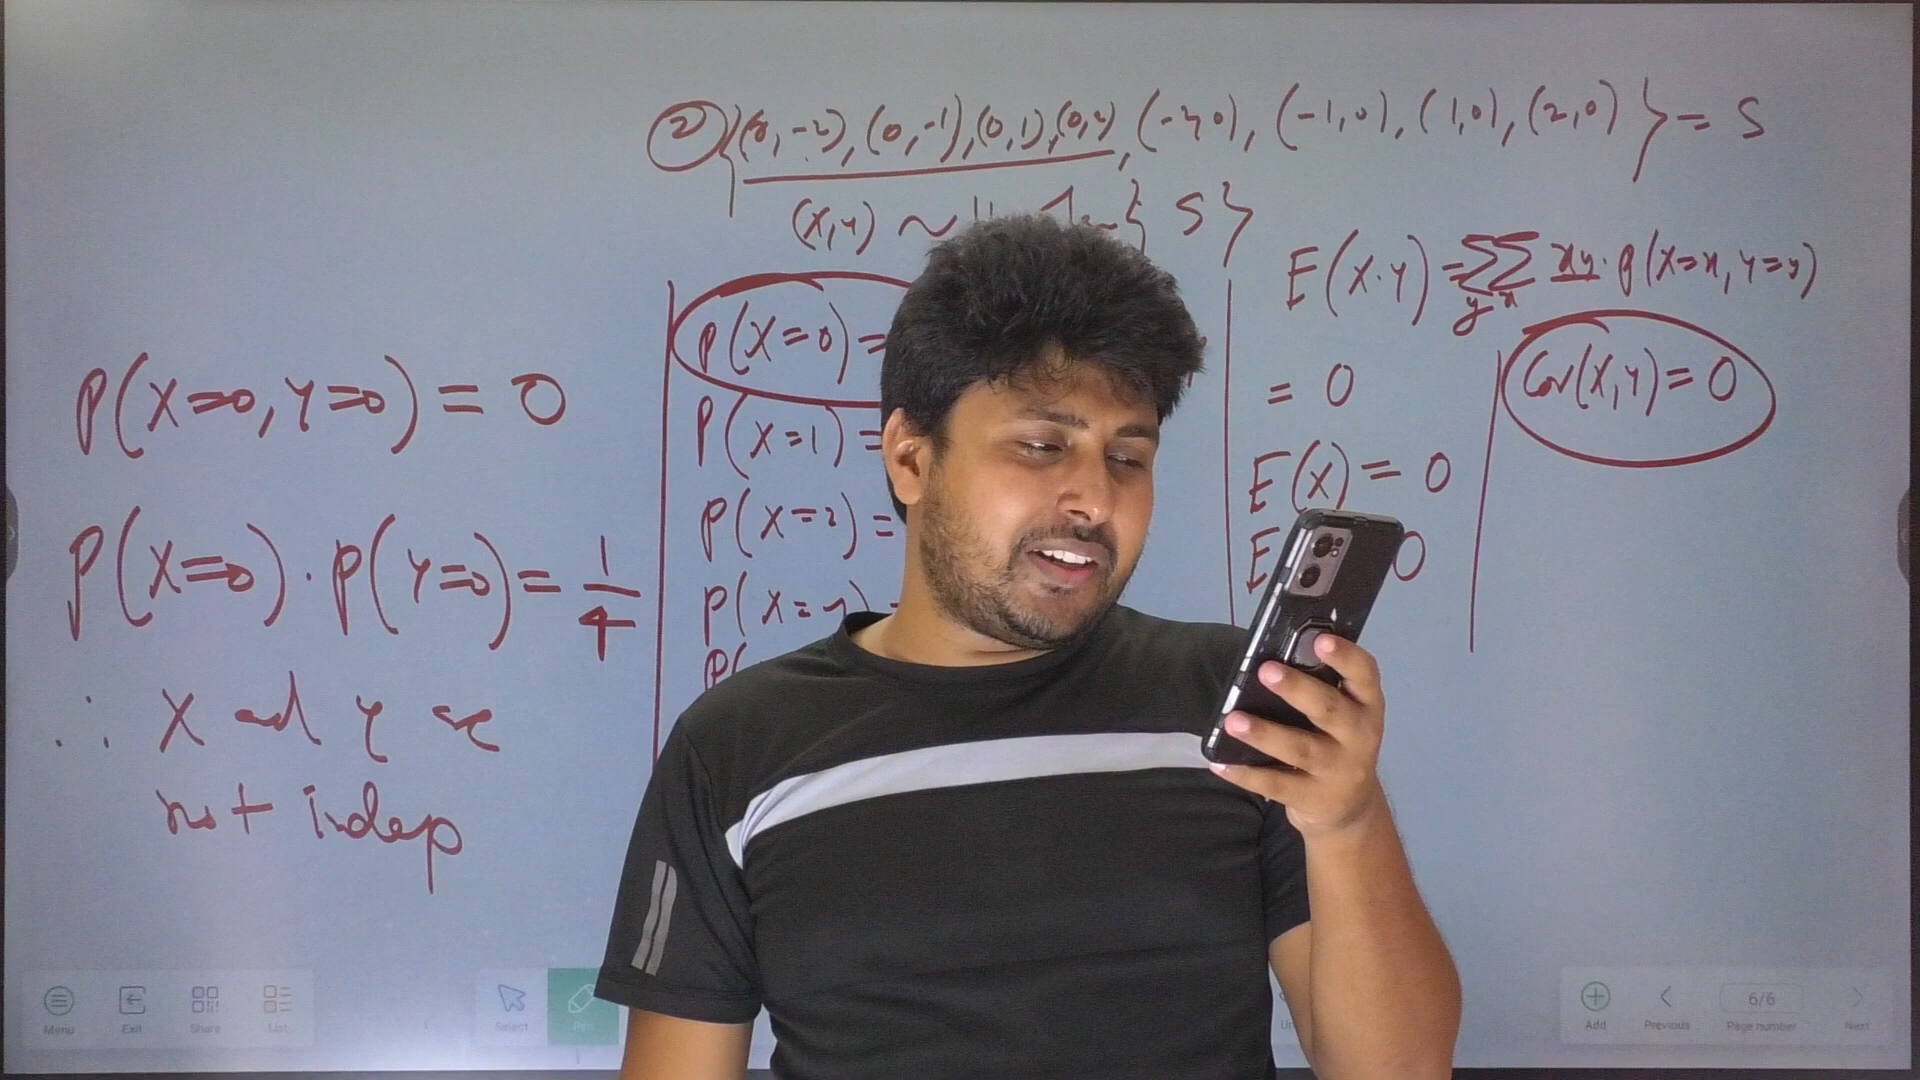 ② {(0,-2), (0,-1), (0,1), (0,2), (-2,0), (-1,0), (1,0), (2,0)} = S
(X,Y) ~ { S }
P(X=0, Y=0) = 0
P(X=0) · P(Y=0) = 1/4
∴ X and Y are
not indep
P(X=0) =
P(X=1) =
P(X=2) =
P(X=
P(
E(X·Y) = ΣΣ xy · P(X=x, Y=y)
y x
= 0
E(X) = 0
E 0
Cov(X,Y) = 0
Menu
Exit
Share
List
Select
Pen
Un
Add
Previous
6/6
Page number
Next